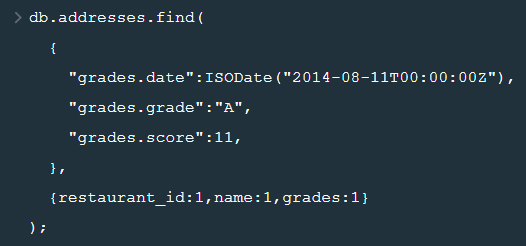 > db.addresses.find(
{
"grades.date":ISODate("2014-08-11T00:00:00Z"),
"grades.grade":"A",
"grades.score":11,
},
{restaurant_id:1,name:1,grades:1}
);